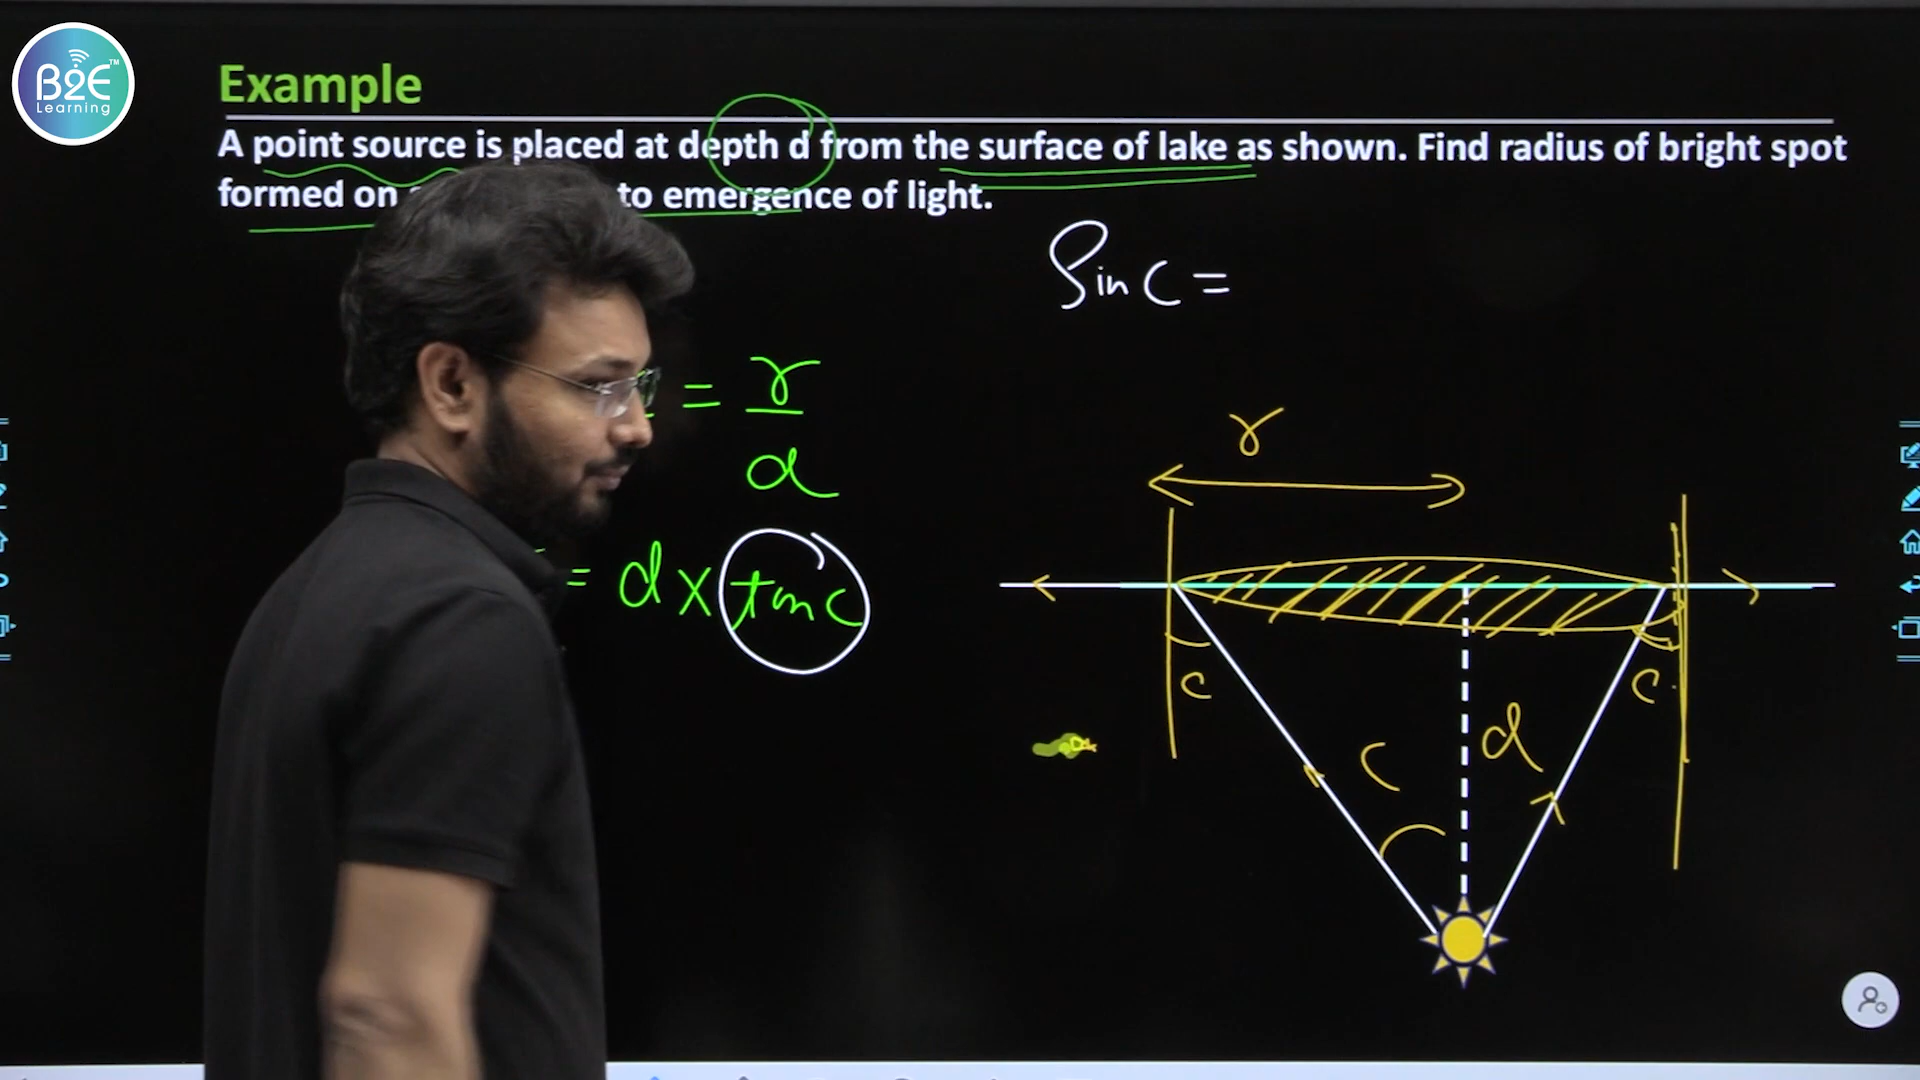 B2E™
Learning
Example
A point source is placed at depth d from the surface of lake as shown. Find radius of bright spot
formed on to emergence of light.
Sin C =
= r
d
= d x tan C
r
C
C
C
d